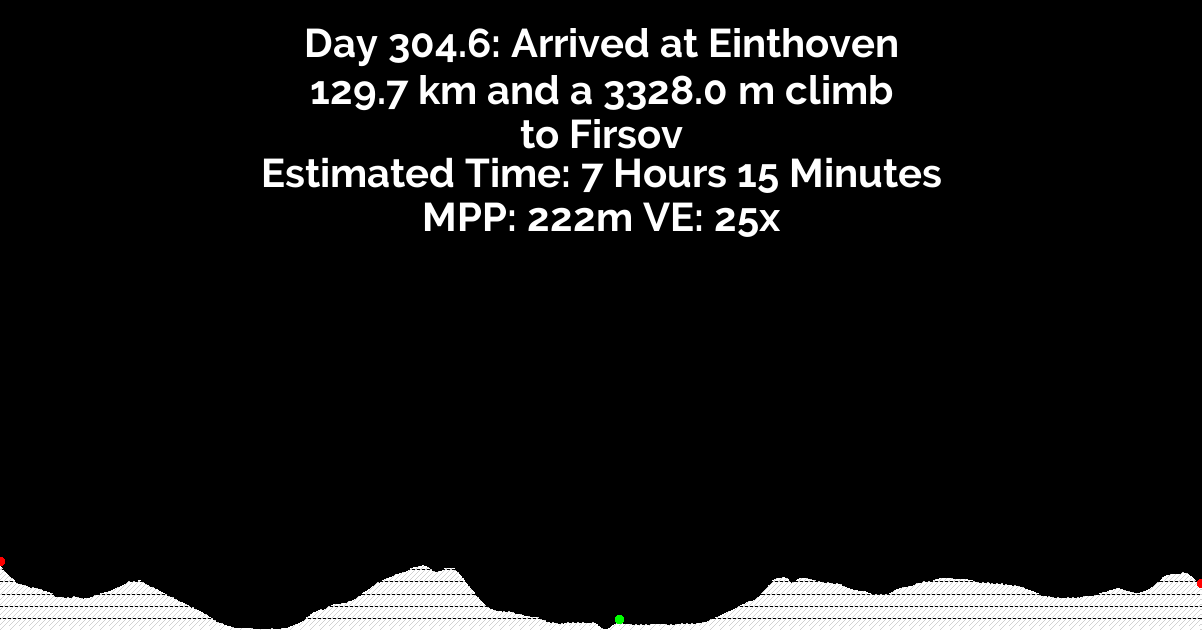 Day 304.6: Arrived at Einthoven
129.7 km and a 3328.0 m climb
to Firsov
Estimated Time: 7 Hours 15 Minutes
MPP: 222m VE: 25x